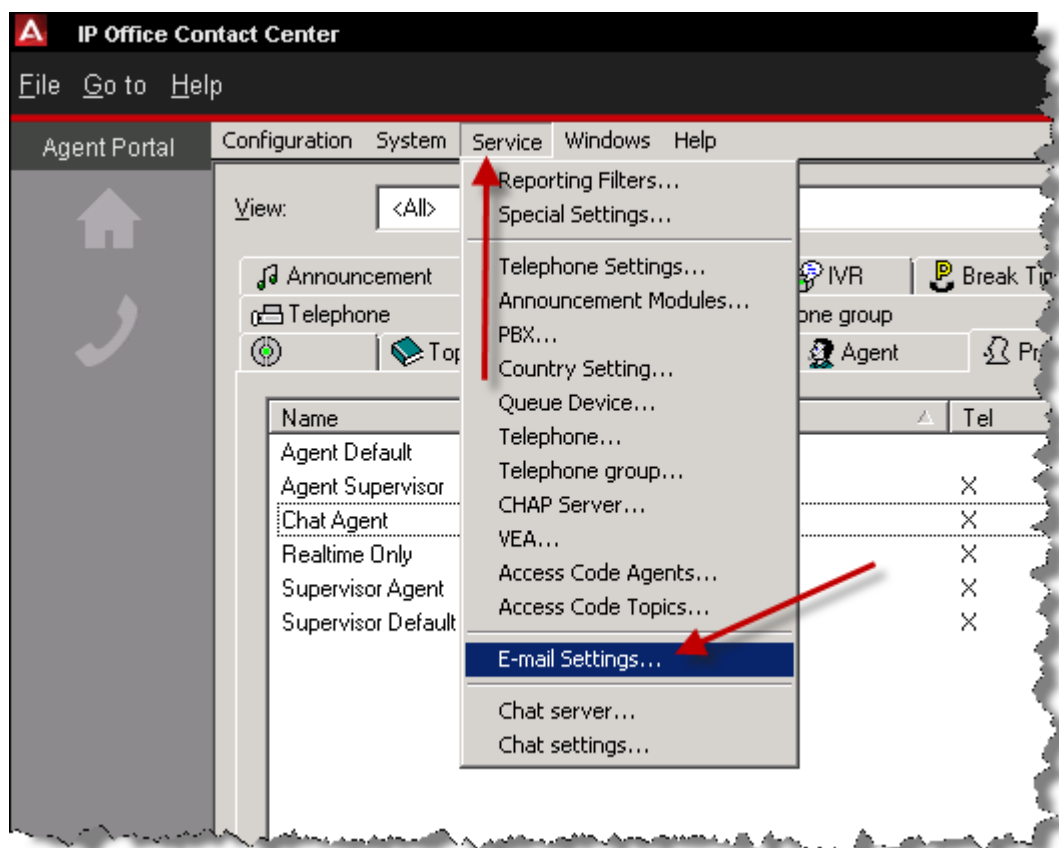 IP Office Contact Center
File Go to Help
Agent Portal
Configuration System Service Windows Help
View: <All>
Reporting Filters...
Special Settings...
Telephone Settings...
Announcement Modules...
PBX...
Country Setting...
Queue Device...
Telephone...
Telephone group...
CHAP Server...
VEA...
Access Code Agents...
Access Code Topics...
E-mail Settings...
Chat server...
Chat settings...
Announcement IVR Break
Telephone group
Agent
Name Tel
Agent Default
Agent Supervisor X
Chat Agent X
Realtime Only X
Supervisor Agent X
Supervisor Default X